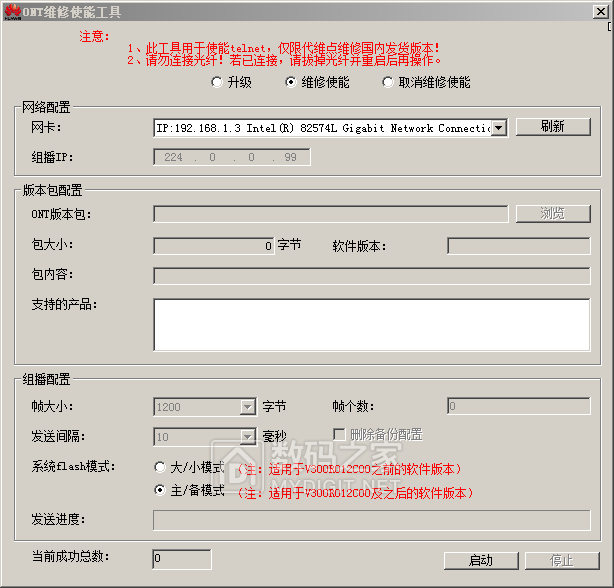 ONT维修使能工具
注意:
1、此工具用于使能telnet,仅限代维点维修国内发货版本!
2、请勿连接光纤!若已连接,请拔掉光纤并重启后再操作。
升级 维修使能 取消维修使能
网络配置
网卡: IP:192.168.1.3 Intel(R) 82574L Gigabit Network Connectic 刷新
组播IP: 224 . 0 . 0 . 99
版本包配置
ONT版本包: 浏览
包大小: 0 字节 软件版本:
包内容:
支持的产品:
组播配置
帧大小: 1200 字节 帧个数: 0
发送间隔: 10 毫秒 删除备份配置
系统flash模式: 大/小模式 (注: 适用于V300R012C00之前的软件版本)
主/备模式 (注: 适用于V300R012C00及之后的软件版本)
数码之家
MYDIGIT.NET
发送进度:
当前成功总数: 0 启动 停止